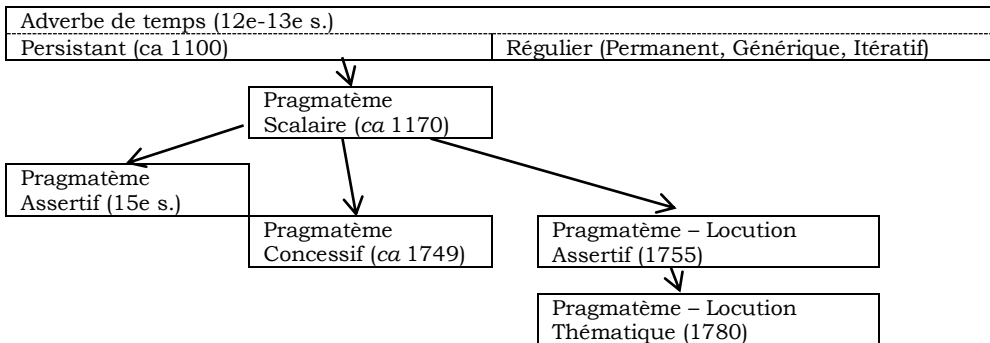 Adverbe de temps (12e-13e s.)
Persistant (ca 1100)
Régulier (Permanent, Générique, Itératif)
Pragmatème
Scalaire (ca 1170)
Pragmatème
Assertif (15e s.)
Pragmatème
Concessif (ca 1749)
Pragmatème – Locution
Assertif (1755)
Pragmatème – Locution
Thématique (1780)